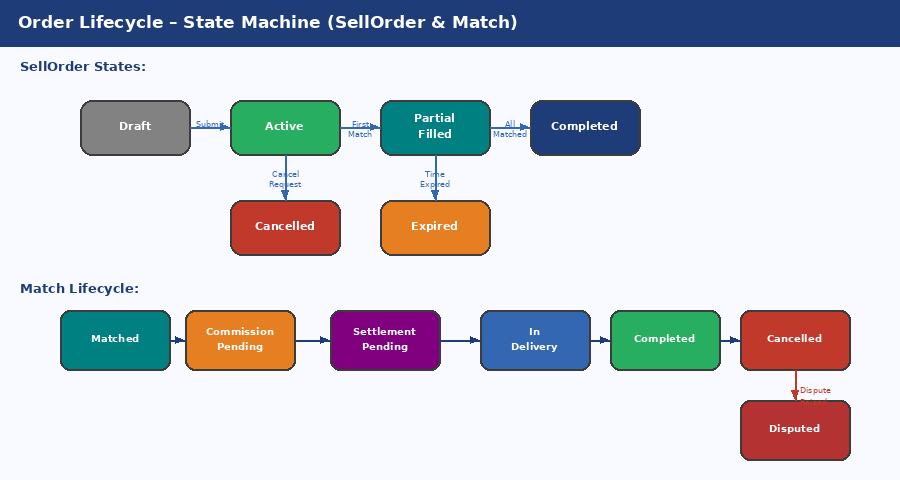 Order Lifecycle – State Machine (SellOrder & Match)
SellOrder States:
Draft
Submit
Active
First
Match
Partial
Filled
All
Matched
Completed
Cancel
Request
Time
Expired
Cancelled
Expired
Match Lifecycle:
Matched
Commission
Pending
Settlement
Pending
In
Delivery
Completed
Cancelled
Dispute
Disputed